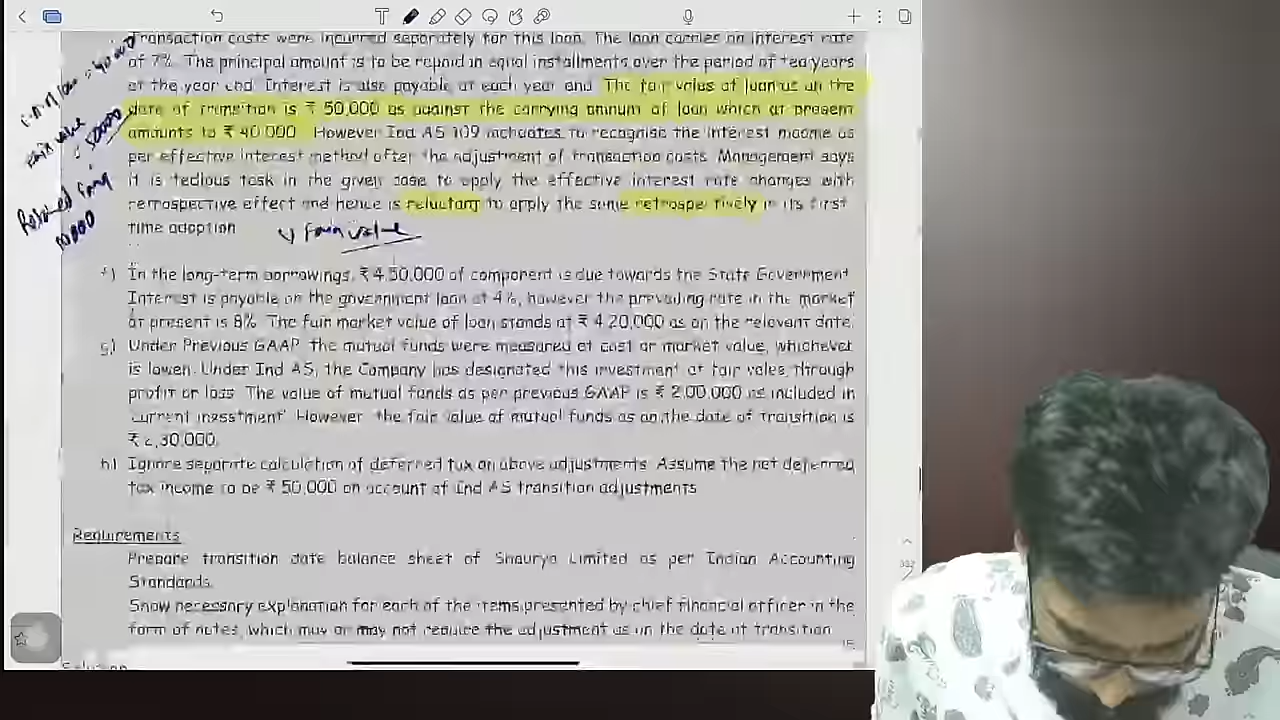 Transaction costs were incurred separately for this loan. The loan carries an interest rate
of 7%. The principal amount is to be repaid in equal installments over the period of ten years
at the year end. Interest is also payable at each year end. The fair value of loan as on the
date of transition is ₹ 50,000 as against the carrying amount of loan which at present
amounts to ₹ 40,000. However Ind AS 109 mandates to recognise the interest income as
per effective interest method after the adjustment of transaction costs. Management says
it is tedious task in the given case to apply the effective interest rate changes with
retrospective effect and hence is reluctant to apply the same retrospectively in its first
time adoption.
fair value
50000
10000
fair value
f.) In the long-term borrowings, ₹ 4,50,000 of component is due towards the State Government.
Interest is payable on the government loan at 4%, however the prevailing rate in the market
at present is 8%. The fair market value of loan stands at ₹ 4,20,000 as on the relevant date.
g.) Under Previous GAAP, the mutual funds were measured at cost or market value, whichever
is lower. Under Ind AS, the Company has designated this investment at fair value through
profit or loss. The value of mutual funds as per previous GAAP is ₹ 2,00,000 as included in
'current investment'. However, the fair value of mutual funds as on the date of transition is
₹ 2,30,000.
h.) Ignore separate calculation of deferred tax on above adjustments. Assume the net deferred
tax income to be ₹ 50,000 on account of Ind AS transition adjustments.
Requirements
Prepare transition date balance sheet of Shaurya Limited as per Indian Accounting
Standards.
Show necessary explanation for each of the items presented by chief financial officer in the
form of notes, which may or may not require the adjustment as on the date of transition.
Solution